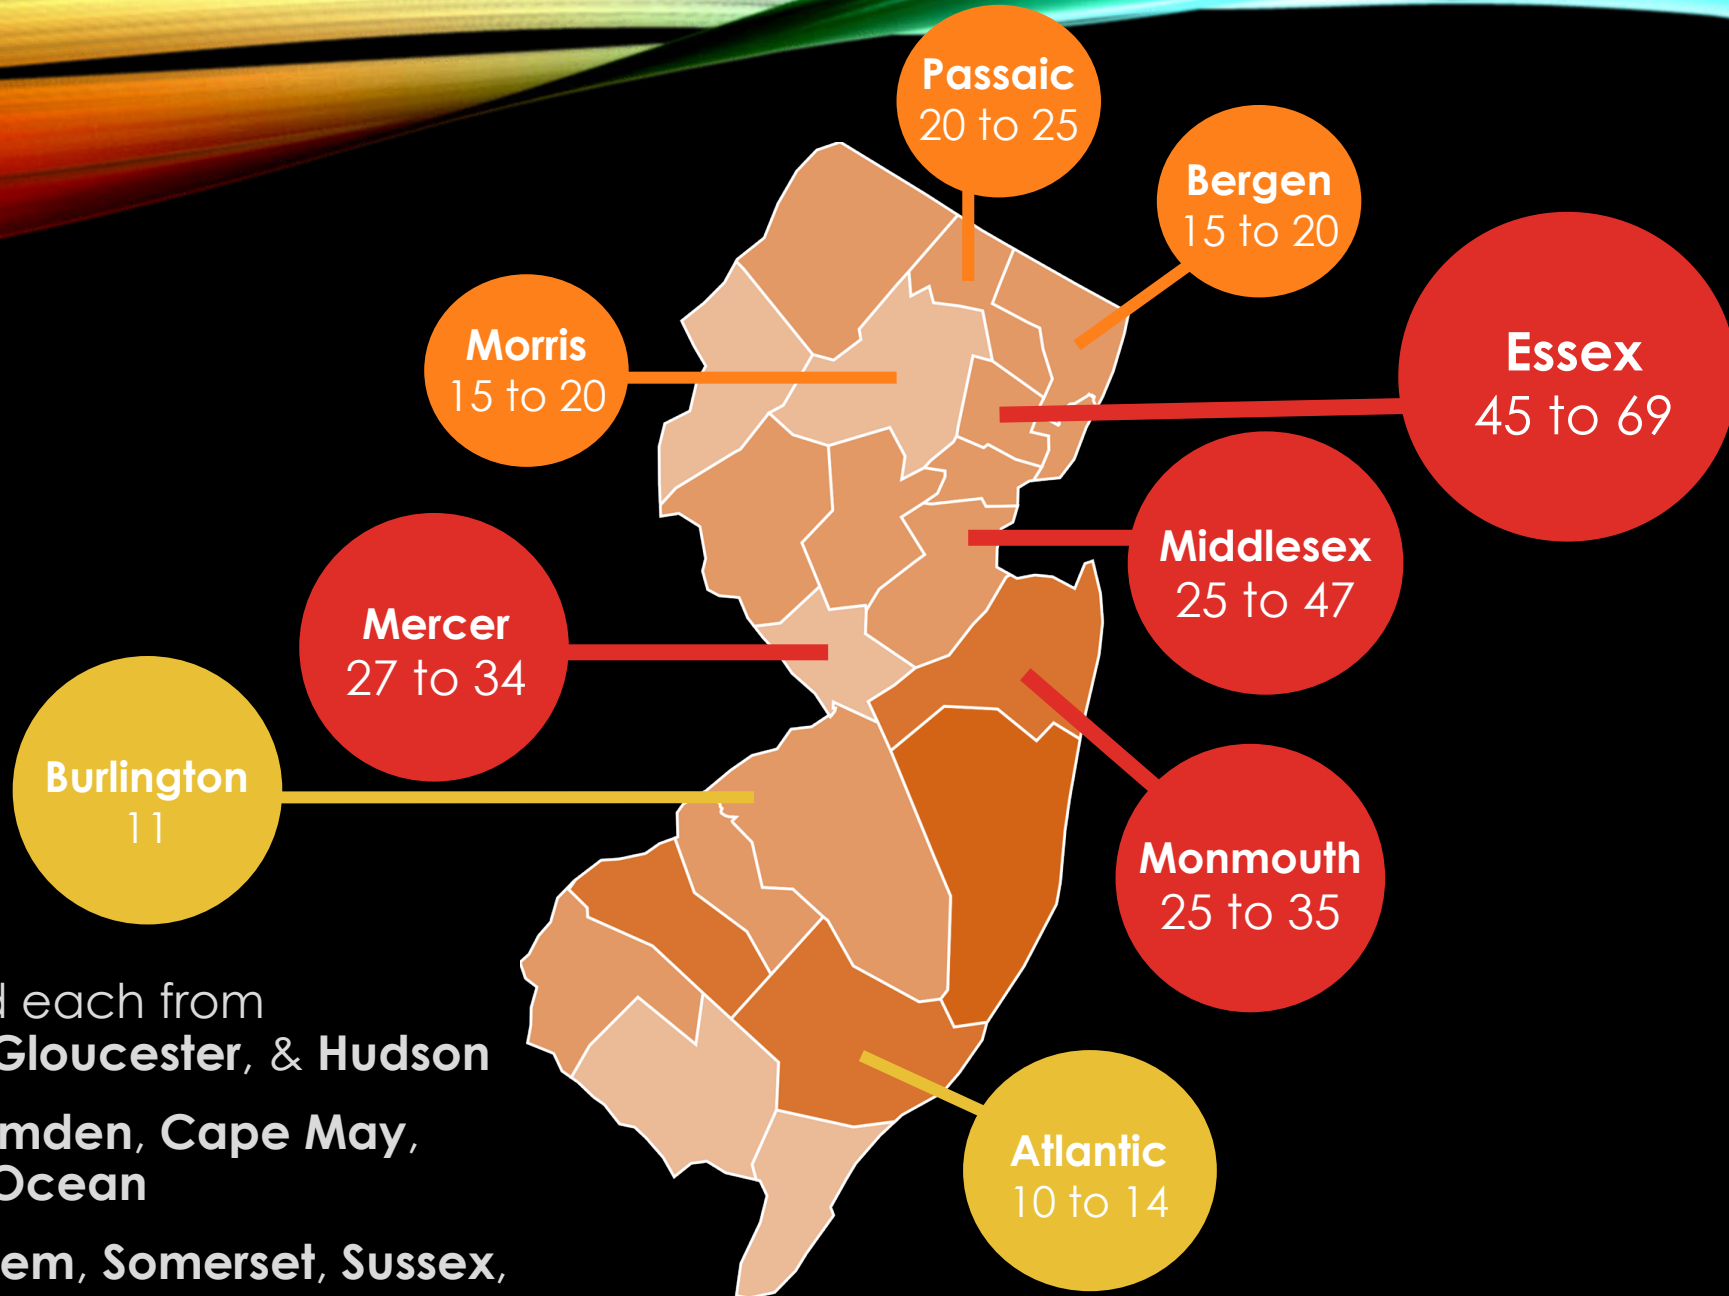 Passaic
20 to 25
Bergen
15 to 20
Essex
45 to 69
Morris
15 to 20
Middlesex
25 to 47
Mercer
27 to 34
Burlington
11
Monmouth
25 to 35
Atlantic
10 to 14
each from
Gloucester, & Hudson
Cape May,
Ocean
Somerset, Sussex,